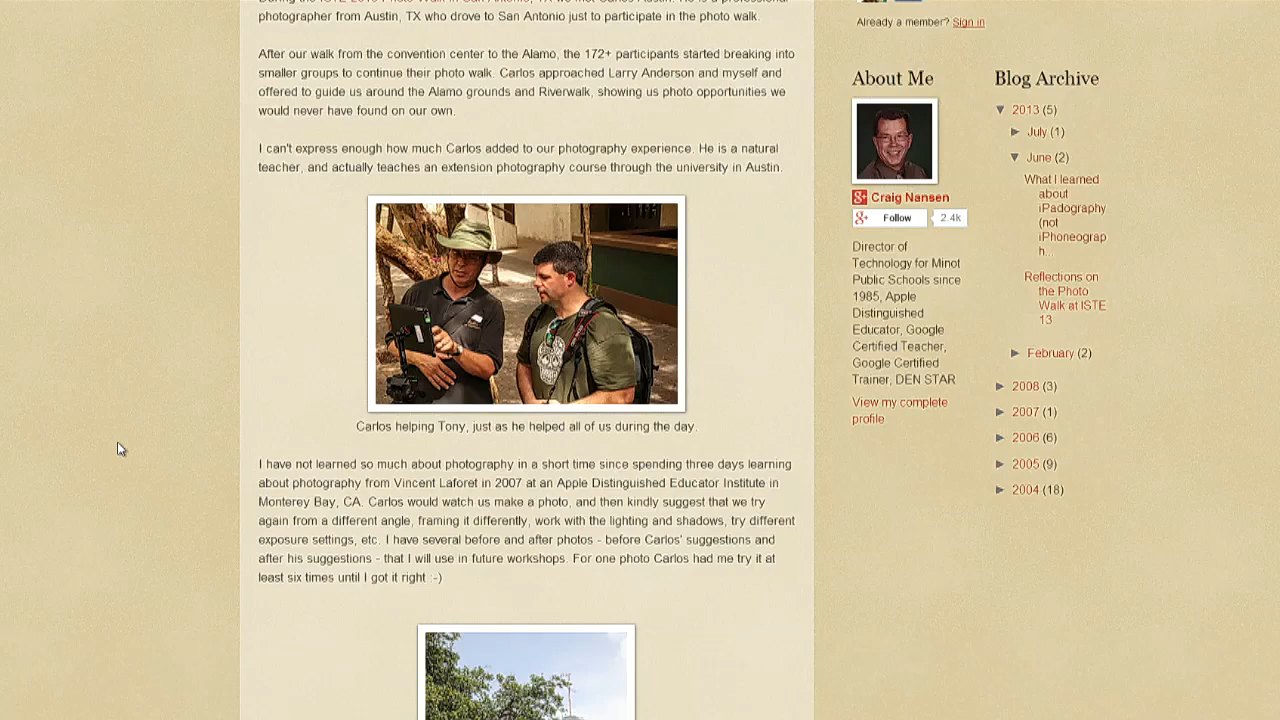 photographer from Austin, TX who drove to San Antonio just to participate in the photo walk.
After our walk from the convention center to the Alamo, the 172+ participants started breaking into
smaller groups to continue their photo walk. Carlos approached Larry Anderson and myself and
offered to guide us around the Alamo grounds and Riverwalk, showing us photo opportunities we
would never have found on our own.
I can't express enough how much Carlos added to our photography experience. He is a natural
teacher, and actually teaches an extension photography course through the university in Austin.
Carlos helping Tony, just as he helped all of us during the day.
I have not learned so much about photography in a short time since spending three days learning
about photography from Vincent Laforet in 2007 at an Apple Distinguished Educator Institute in
Monterey Bay, CA. Carlos would watch us make a photo, and then kindly suggest that we try
again from a different angle, framing it differently, work with the lighting and shadows, try different
exposure settings, etc. I have several before and after photos - before Carlos' suggestions and
after his suggestions - that I will use in future workshops. For one photo Carlos had me try it at
least six times until I got it right :-)
Already a member? Sign in
About Me
Craig Nansen
Follow 2.4k
Director of
Technology for Minot
Public Schools since
1985, Apple
Distinguished
Educator, Google
Certified Teacher,
Google Certified
Trainer, DEN STAR
View my complete
profile
Blog Archive
▼ 2013 (5)
► July (1)
▼ June (2)
What I learned
about
iPadography
(not
iPhoneograp
h...
Reflections on
the Photo
Walk at ISTE
13
► February (2)
► 2008 (3)
► 2007 (1)
► 2006 (6)
► 2005 (9)
► 2004 (18)